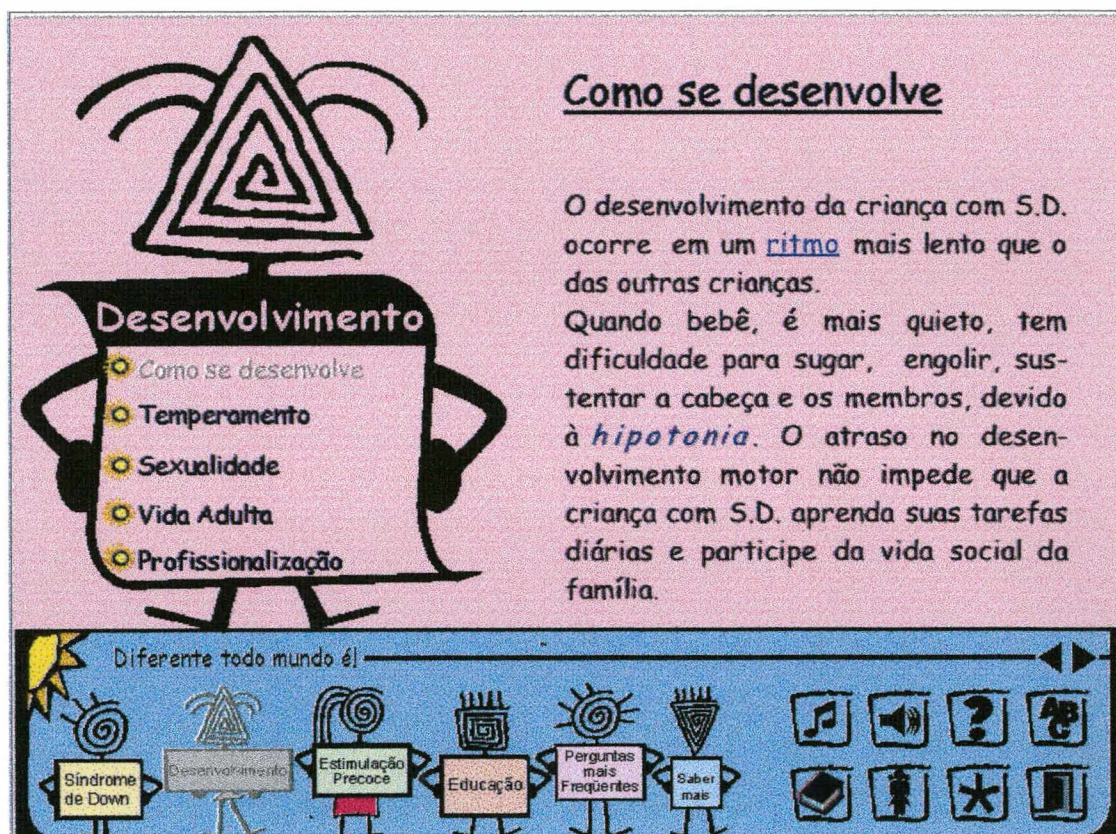 Como se desenvolve
O desenvolvimento da criança com S.D.
ocorre em um ritmo mais lento que o
das outras crianças.
Quando bebê, é mais quieto, tem
dificuldade para sugar, engolir, sus-
tentar a cabeça e os membros, devido
à hipotonia. O atraso no desen-
volvimento motor não impede que a
criança com S.D. aprenda suas tarefas
diárias e participe da vida social da
família.
Desenvolvimento
Como se desenvolve
Temperamento
Sexualidade
Vida Adulta
Profissionalização
Diferente todo mundo é!
Síndrome
de Down
Desenvolvimento
Estimulação
Precoce
Educação
Perguntas
mais
Freqüentes
Saber
mais
?
AB
C